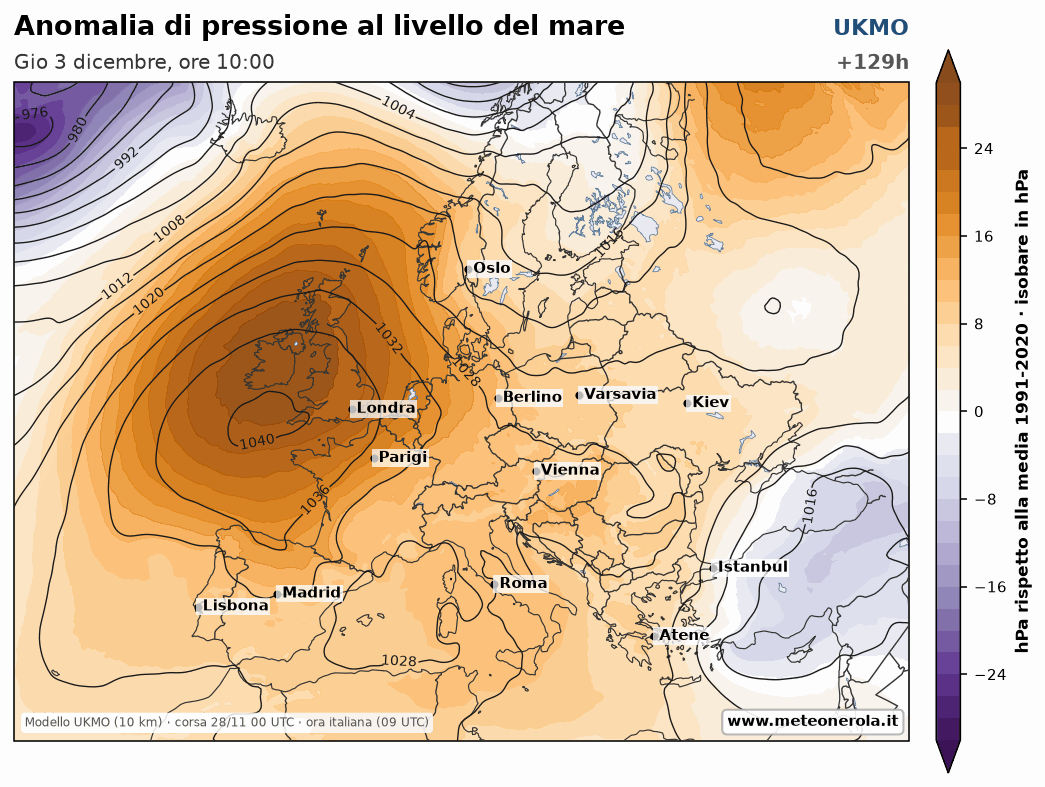 Anomalia di pressione al livello del mare
UKMO
Gio 3 dicembre, ore 10:00
+129h
976
980
992
1004
1008
1012
1020
1016
1032
1028
1040
1036
1016
1028
Oslo
Londra
Berlino
Varsavia
Kiev
Parigi
Vienna
Istanbul
Roma
Madrid
Lisbona
Atene
24
16
8
0
−8
−16
−24
hPa rispetto alla media 1991-2020 · isobare in hPa
Modello UKMO (10 km) · corsa 28/11 00 UTC · ora italiana (09 UTC)
www.meteonerola.it